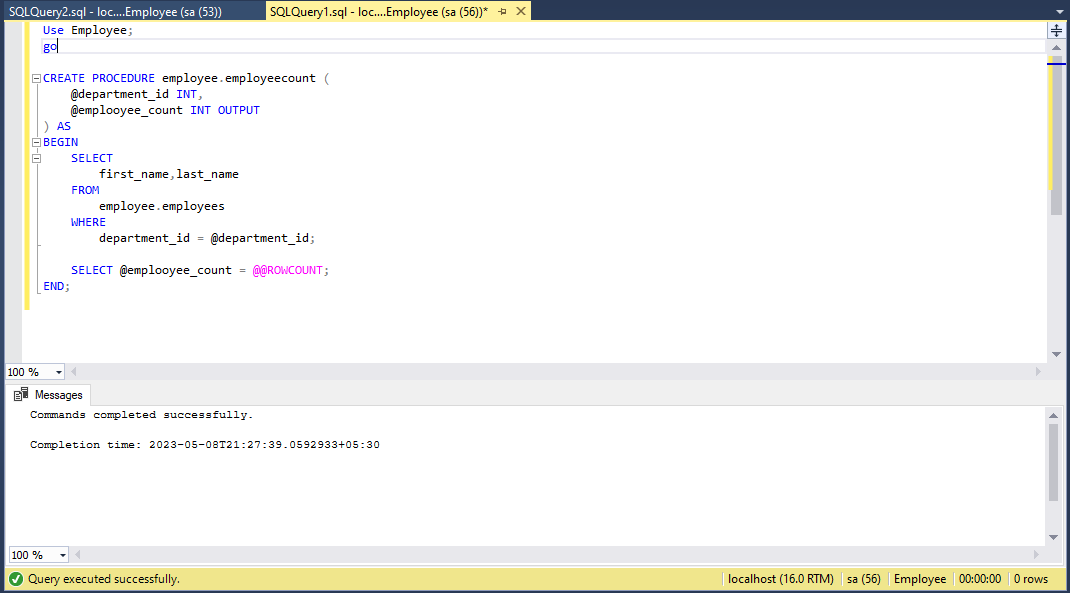 SQLQuery2.sql - loc....Employee (sa (53)) SQLQuery1.sql - loc....Employee (sa (56))*
Use Employee;
go
CREATE PROCEDURE employee.employeecount (
@department_id INT,
@emplooyee_count INT OUTPUT
) AS
BEGIN
SELECT
first_name,last_name
FROM
employee.employees
WHERE
department_id = @department_id;
SELECT @emplooyee_count = @@ROWCOUNT;
END;
100 %
Messages
Commands completed successfully.
Completion time: 2023-05-08T21:27:39.0592933+05:30
100 %
Query executed successfully. localhost (16.0 RTM) sa (56) Employee 00:00:00 0 rows